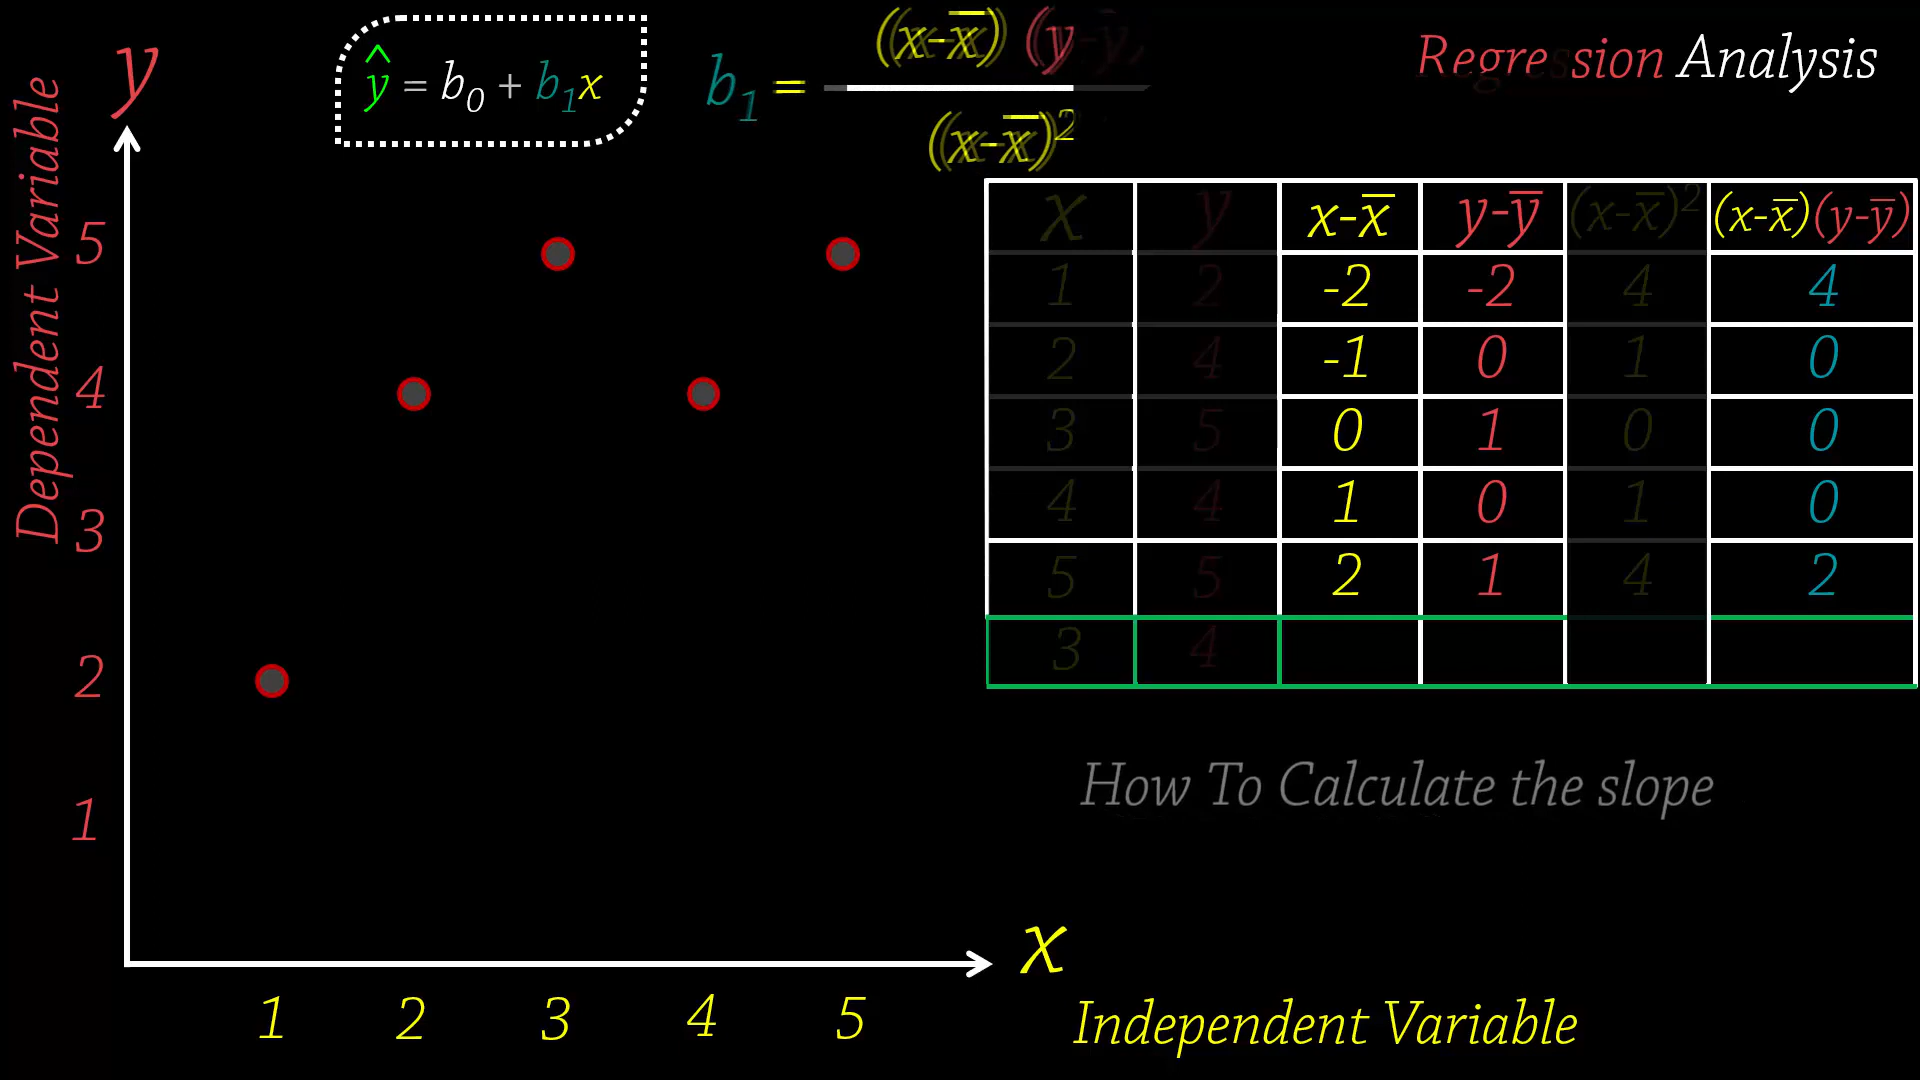 Regression Analysis
ŷ = b₀ + b₁x
b₁ = (x-x̅) (y-y̅) / (x-x̅)²
y
Dependent Variable
5
4
3
2
1
x y x-x̅ y-y̅ (x-x̅)² (x-x̅)(y-y̅)
1 2 -2 -2 4 4
2 4 -1 0 1 0
3 5 0 1 0 0
4 4 1 0 1 0
5 5 2 1 4 2
3 4
How To Calculate the slope
x
1 2 3 4 5
Independent Variable